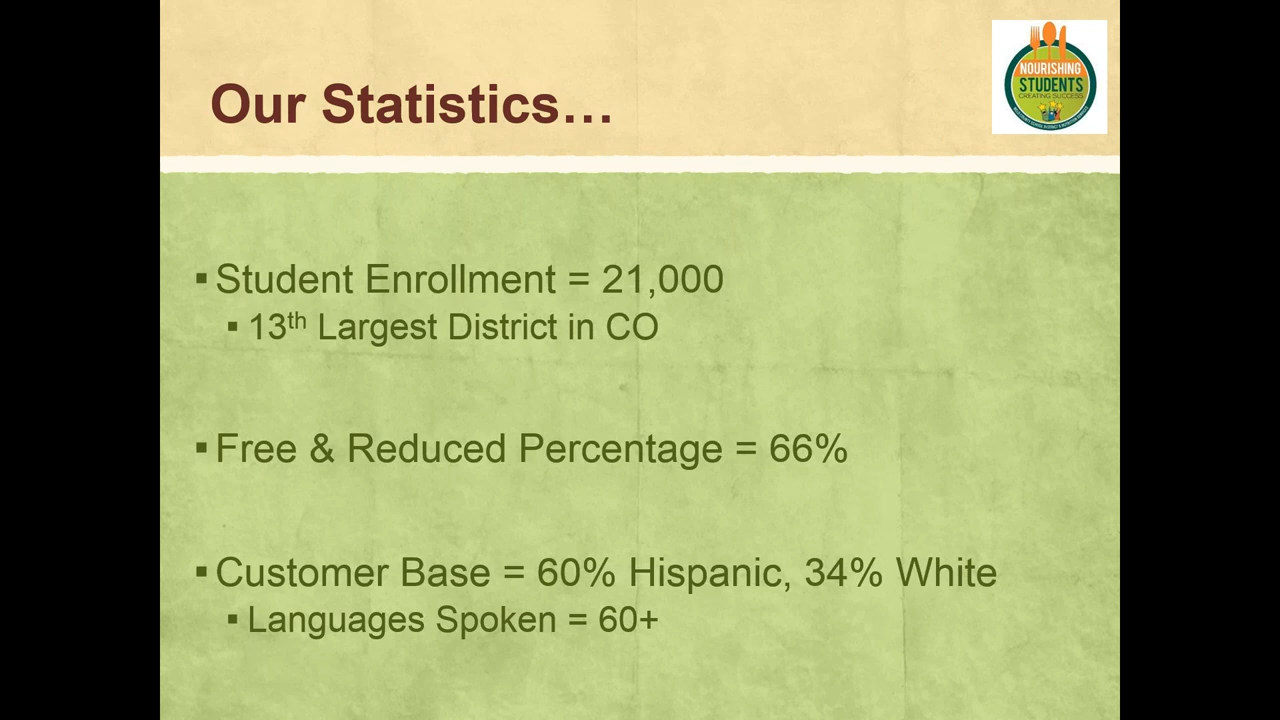 Our Statistics…
NOURISHING
STUDENTS
CREATING SUCCESS
▪ Student Enrollment = 21,000
▪ 13th Largest District in CO
▪ Free & Reduced Percentage = 66%
▪ Customer Base = 60% Hispanic, 34% White
▪ Languages Spoken = 60+